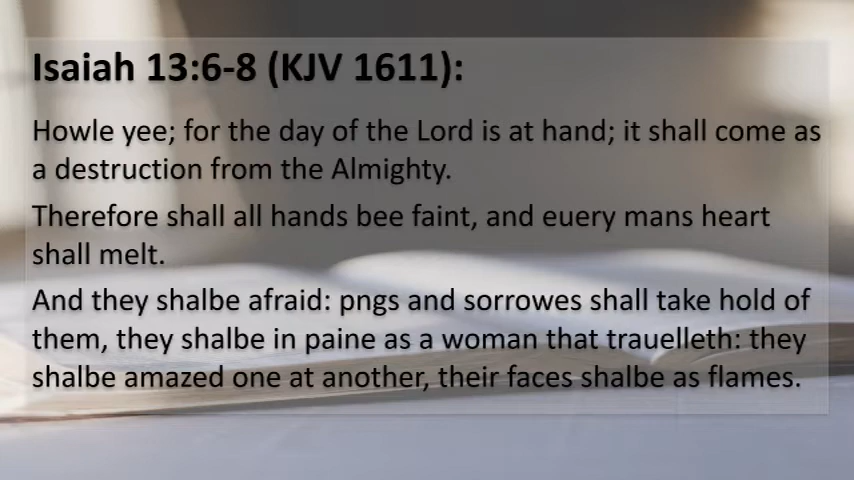 Isaiah 13:6-8 (KJV 1611):
Howle yee; for the day of the Lord is at hand; it shall come as
a destruction from the Almighty.
Therefore shall all hands bee faint, and euery mans heart
shall melt.
And they shalbe afraid: pngs and sorrowes shall take hold of
them, they shalbe in paine as a woman that trauelleth: they
shalbe amazed one at another, their faces shalbe as flames.